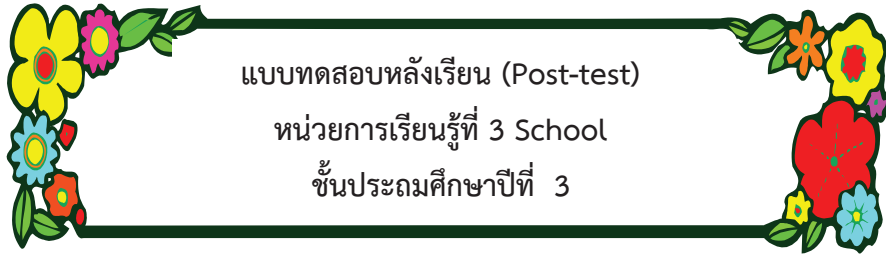 แบบทดสอบหลังเรียน (Post-test)
หน่วยการเรียนรู้ที่ 3 School
ชั้นประถมศึกษาปีที่  3